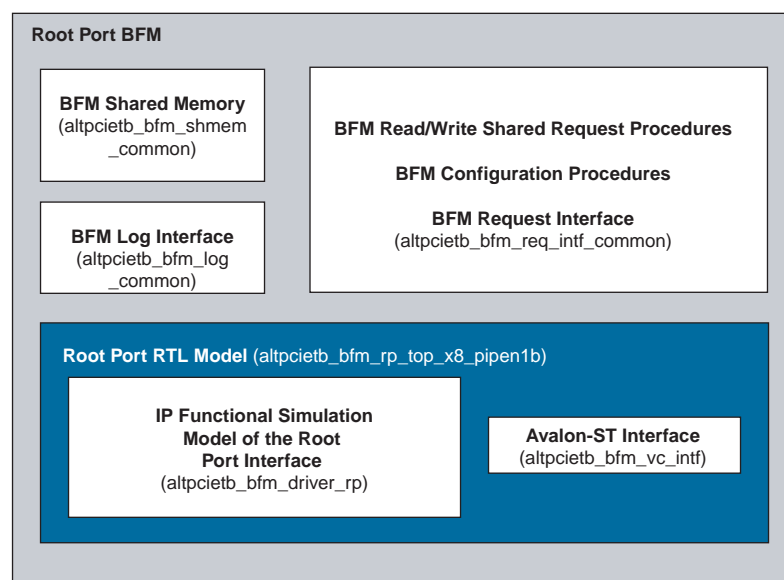 Root Port BFM
BFM Shared Memory
(altpcietb_bfm_shmem
_common)
BFM Log Interface
(altpcietb_bfm_log
_common)
BFM Read/Write Shared Request Procedures
BFM Configuration Procedures
BFM Request Interface
(altpcietb_bfm_req_intf_common)
Root Port RTL Model (altpcietb_bfm_rp_top_x8_pipen1b)
IP Functional Simulation
Model of the Root
Port Interface
(altpcietb_bfm_driver_rp)
Avalon-ST Interface
(altpcietb_bfm_vc_intf)